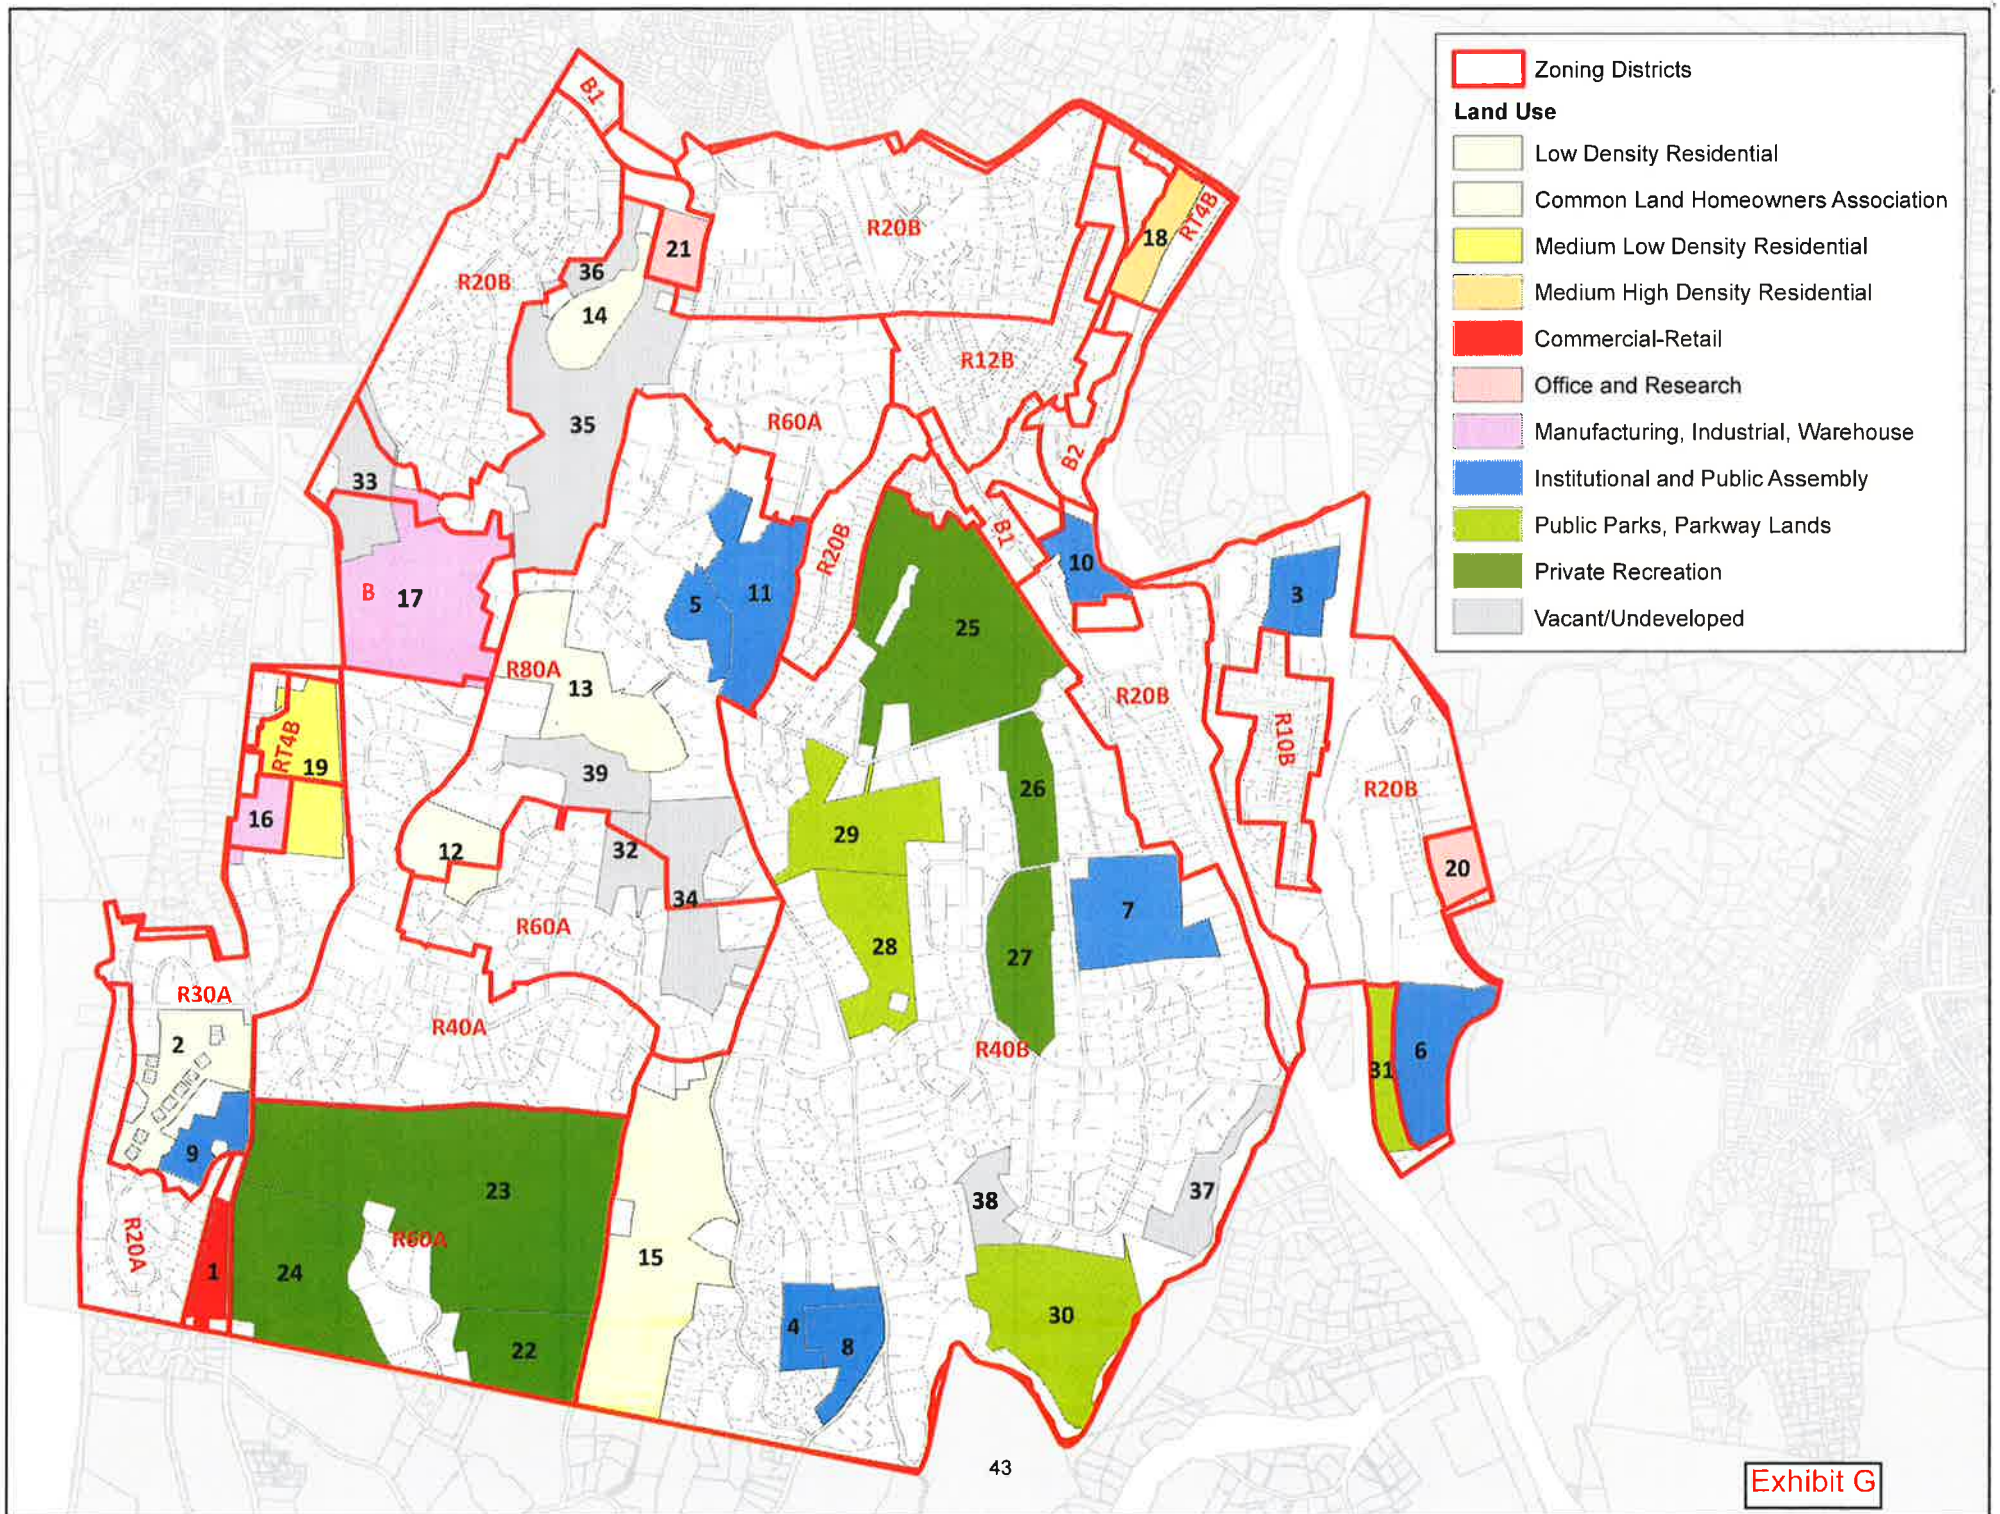 Zoning Districts
Land Use
Low Density Residential
Common Land Homeowners Association
Medium Low Density Residential
Medium High Density Residential
Commercial-Retail
Office and Research
Manufacturing, Industrial, Warehouse
Institutional and Public Assembly
Public Parks, Parkway Lands
Private Recreation
Vacant/Undeveloped
B1
R20B
RT4B
18
21
36
R20B
14
R12B
R60A
35
B2
33
R20B
B1
10
3
B
17
5
11
25
R80A
13
R20B
R10B
RT4B
19
39
26
R20B
16
29
12
32
20
34
7
R60A
28
27
R30A
R40A
R40B
2
31
6
9
23
38
37
R20A
R60A
15
1
24
30
4
8
22
43
Exhibit G